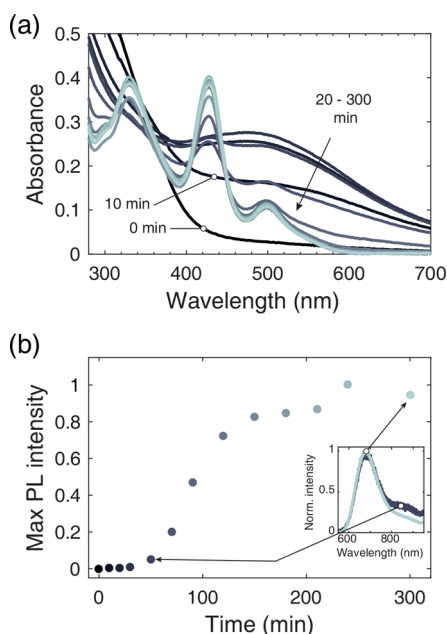 (a)
0.5
0.4
0.3
0.2
0.1
0
Absorbance
20 - 300
min
10 min
0 min
300 400 500 600 700
Wavelength (nm)
(b)
1
0.8
0.6
0.4
0.2
0
Max PL intensity
1
0.5
0
Norm. intensity
600 800
Wavelength (nm)
0 100 200 300
Time (min)